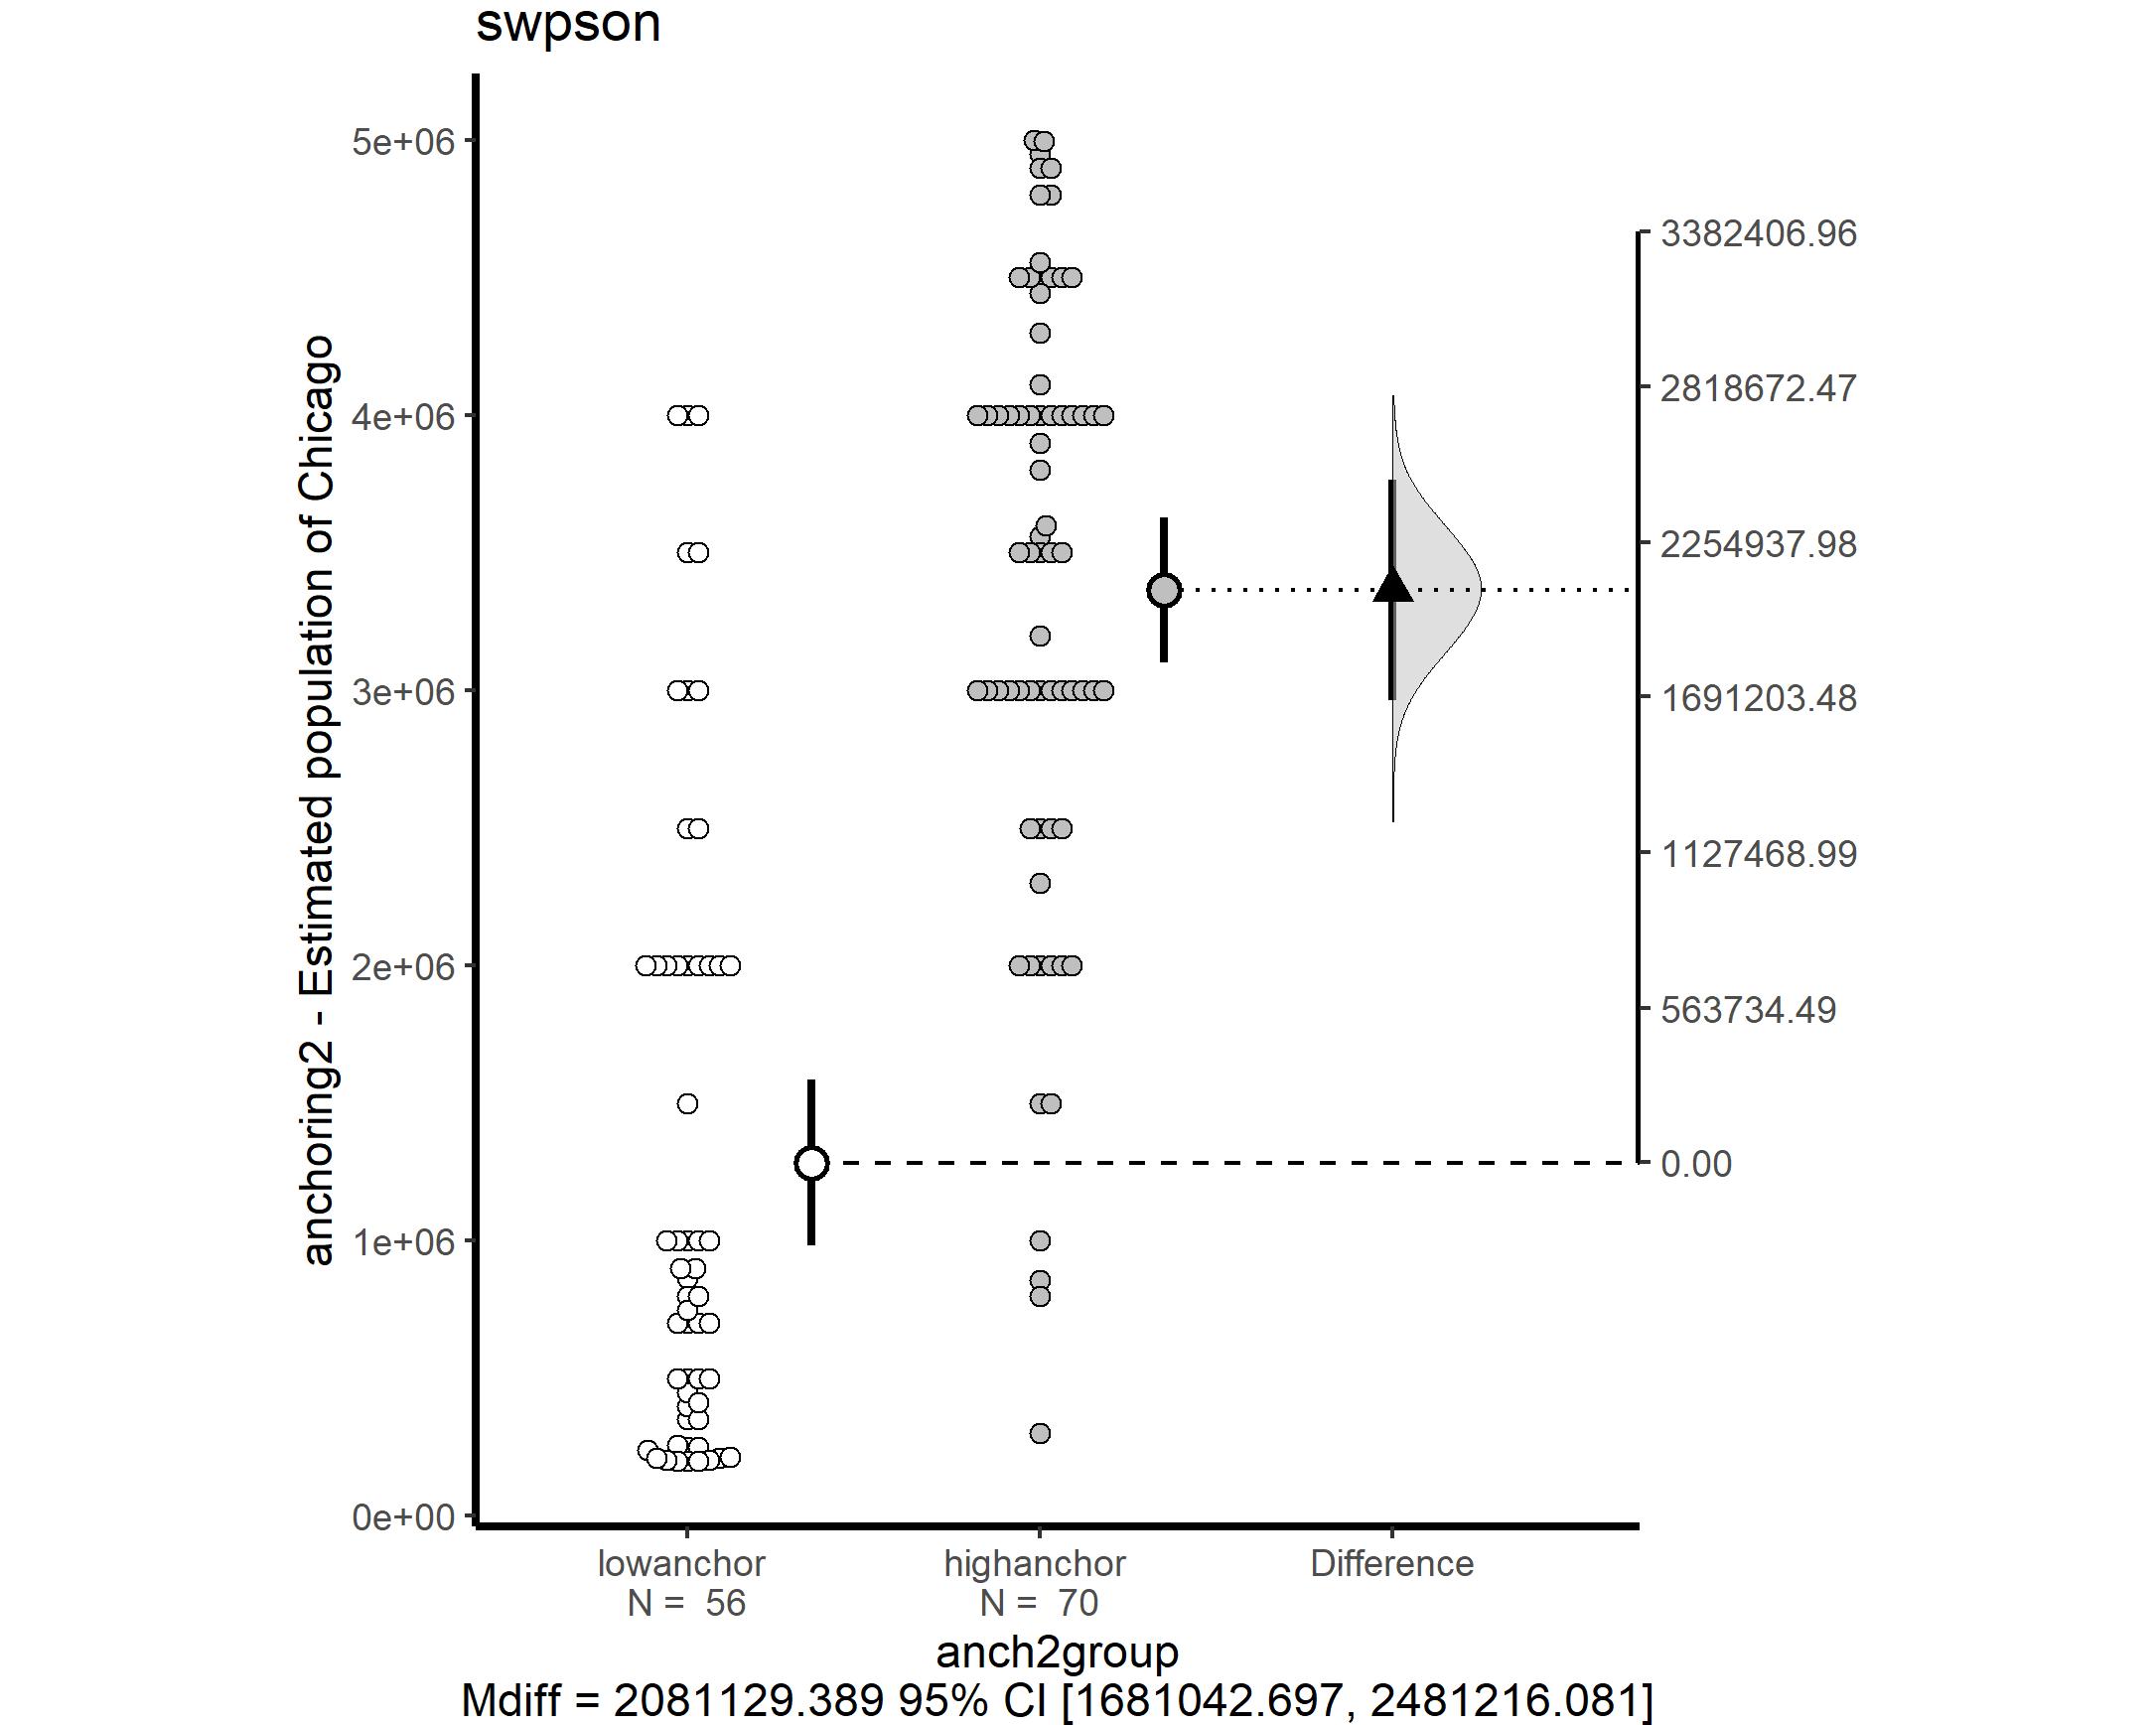 swpson
anchoring2 - Estimated population of Chicago
5e+06
4e+06
3e+06
2e+06
1e+06
0e+00
3382406.96
2818672.47
2254937.98
1691203.48
1127468.99
563734.49
0.00
lowanchor
N =  56
highanchor
N =  70
Difference
anch2group
Mdiff = 2081129.389 95% CI [1681042.697, 2481216.081]